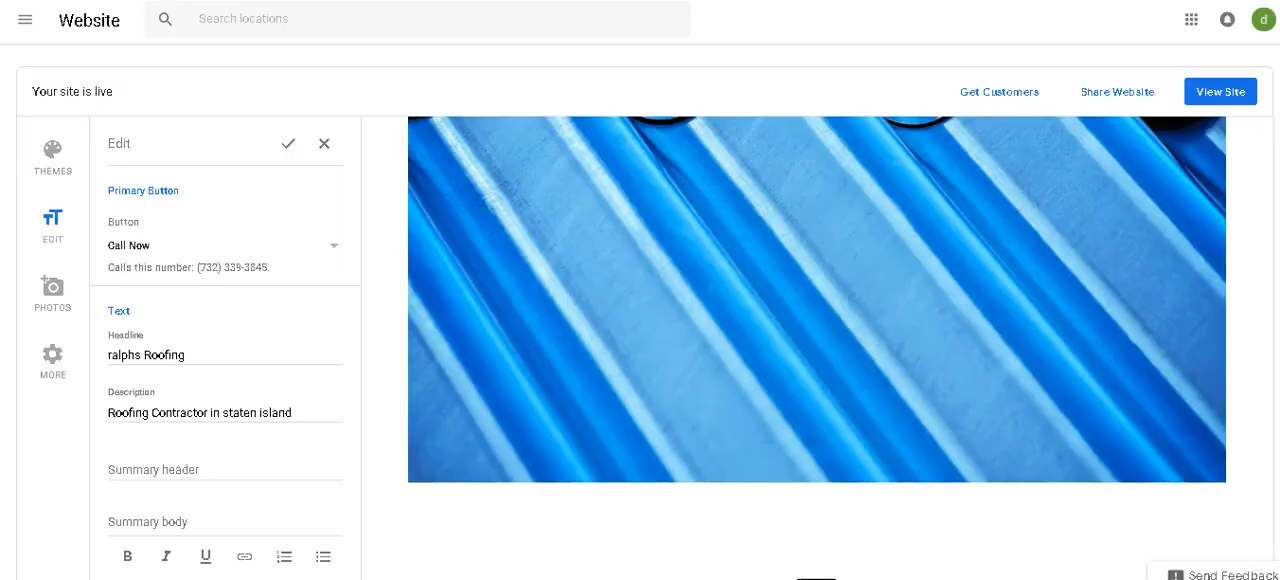 Website
Search locations
d
Your site is live
Get Customers
Share Website
View Site
THEMES
EDIT
PHOTOS
MORE
Edit
Primary Button
Button
Call Now
Calls this number: (732) 339-3845.
Text
Headline
ralphs Roofing
Description
Roofing Contractor in staten island
Summary header
Summary body
B I U
Send Feedback